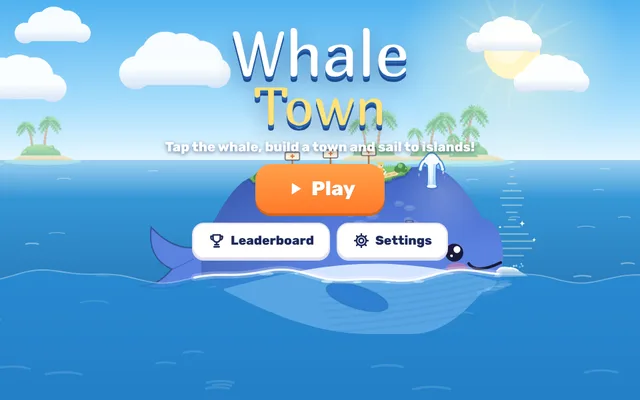 Whale
Town
Tap the whale, build a town and sail to islands!
Play
Leaderboard
Settings